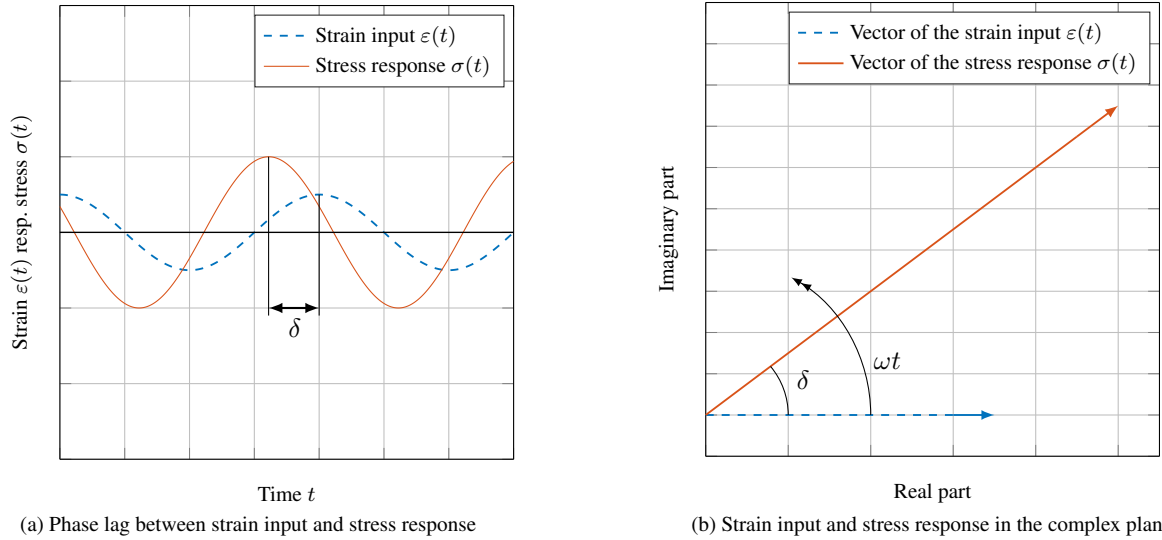 Strain input ε(t)
Stress response σ(t)
Strain ε(t) resp. stress σ(t)
δ
Time t
(a) Phase lag between strain input and stress response
Vector of the strain input ε(t)
Vector of the stress response σ(t)
Imaginary part
ωt
δ
Real part
(b) Strain input and stress response in the complex plan